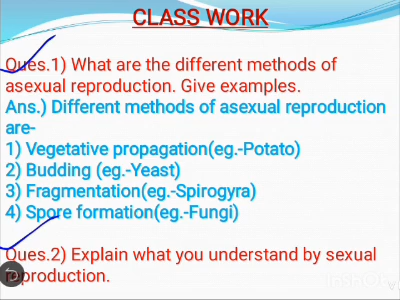 CLASS WORK
Ques.1) What are the different methods of
asexual reproduction. Give examples.
Ans.) Different methods of asexual reproduction
are-
1) Vegetative propagation(eg.-Potato)
2) Budding (eg.-Yeast)
3) Fragmentation(eg.-Spirogyra)
4) Spore formation(eg.-Fungi)
Ques.2) Explain what you understand by sexual
reproduction.